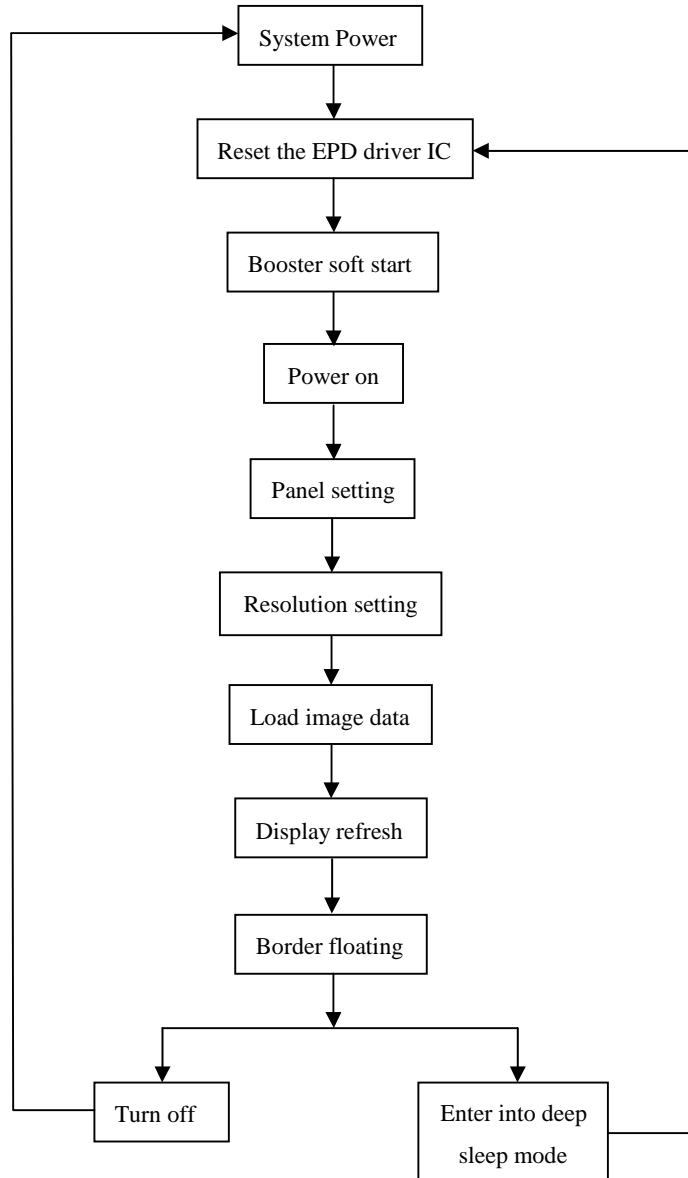 System Power
Reset the EPD driver IC
Booster soft start
Power on
Panel setting
Resolution setting
Load image data
Display refresh
Border floating
Turn off
Enter into deep
sleep mode